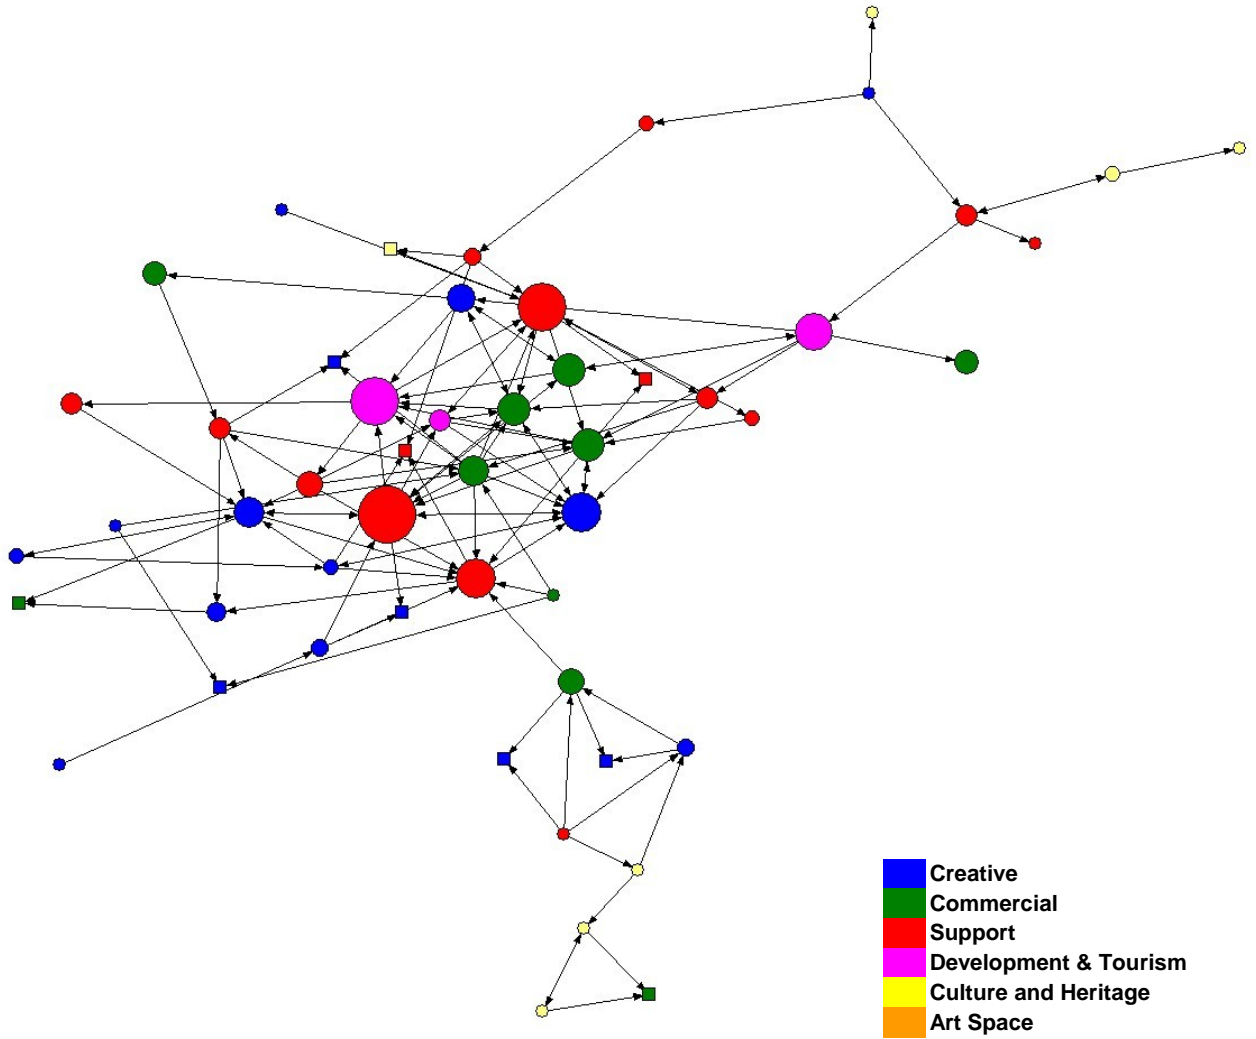 Creative
Commercial
Support
Development & Tourism
Culture and Heritage
Art Space